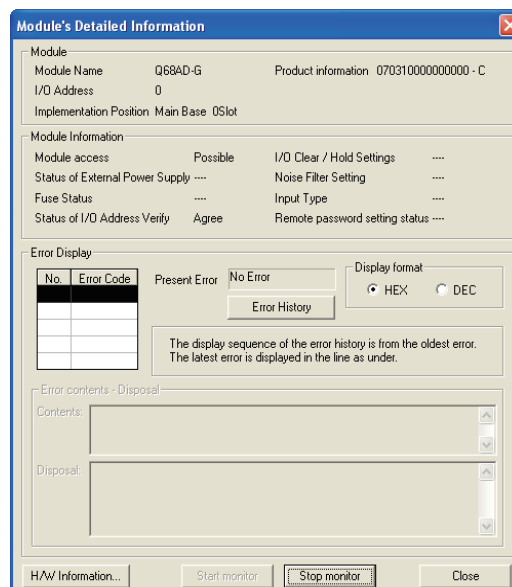 Module's Detailed Information
Module
Module Name Q68AD-G Product information 070310000000000 - C
I/O Address 0
Implementation Position Main Base 0Slot
Module Information
Module access Possible I/O Clear / Hold Settings ----
Status of External Power Supply ---- Noise Filter Setting ----
Fuse Status ---- Input Type ----
Status of I/O Address Verify Agree Remote password setting status ----
Error Display
Display format
No. Error Code Present Error No Error
HEX DEC
Error History
The display sequence of the error history is from the oldest error.
The latest error is displayed in the line as under.
Error contents - Disposal
Contents:
Disposal:
H/W Information... Start monitor Stop monitor Close